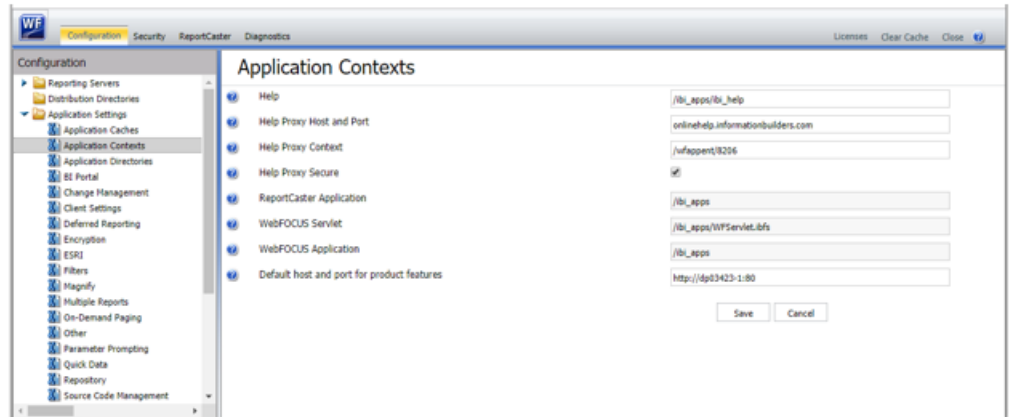 WF
Configuration Security ReportCaster Diagnostics Licenses Clear Cache Close
Configuration
Reporting Servers
Distribution Directories
Application Settings
Application Caches
Application Contexts
Application Directories
BI Portal
Change Management
Client Settings
Deferred Reporting
Encryption
ESRI
Filters
Magnify
Multiple Reports
On-Demand Paging
Other
Parameter Prompting
Quick Data
Repository
Source Code Management
Application Contexts
Help /ibi_apps/ibi_help
Help Proxy Host and Port onlinehelp.informationbuilders.com
Help Proxy Context /wfappent/8206
Help Proxy Secure
ReportCaster Application /ibi_apps
WebFOCUS Servlet /ibi_apps/WFServlet.ibfs
WebFOCUS Application /ibi_apps
Default host and port for product features http://dp03423-1:80
Save Cancel